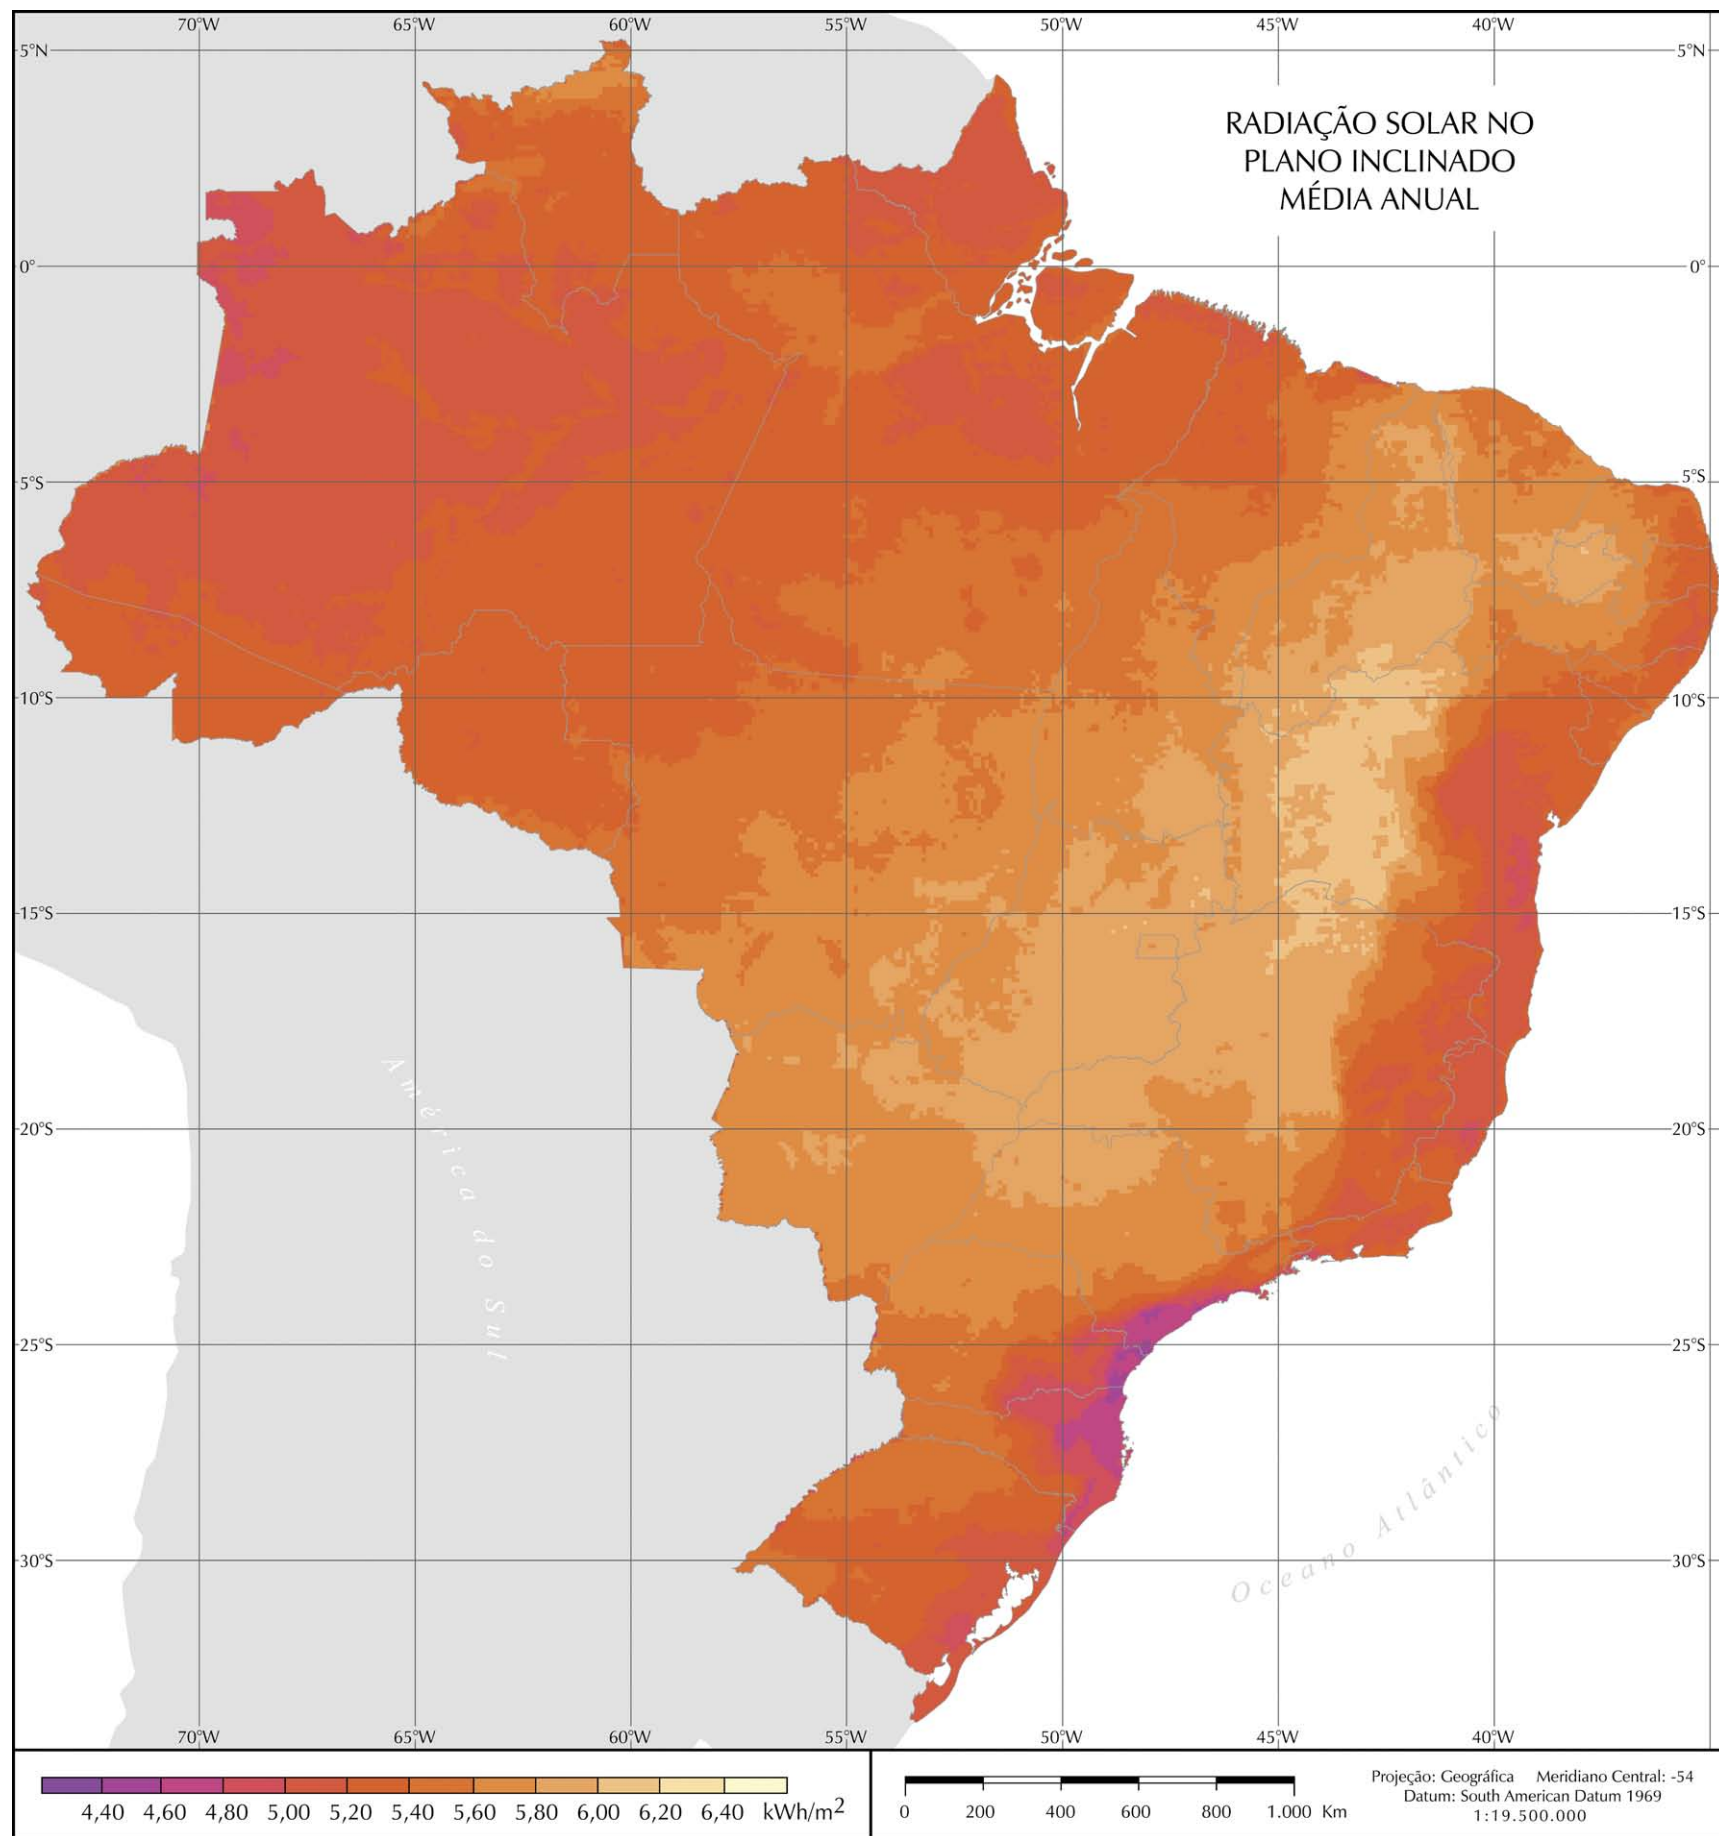 70°W 65°W 60°W 55°W 50°W 45°W 40°W
5°N 5°N
RADIAÇÃO SOLAR NO
PLANO INCLINADO
MÉDIA ANUAL
0° 0°
5°S 5°S
10°S 10°S
15°S 15°S
América do Sul
20°S 20°S
25°S 25°S
Oceano Atlântico
30°S 30°S
70°W 65°W 60°W 55°W 50°W 45°W 40°W
4,40 4,60 4,80 5,00 5,20 5,40 5,60 5,80 6,00 6,20 6,40 kWh/m2
0 200 400 600 800 1.000 Km
Projeção: Geográfica Meridiano Central: -54
Datum: South American Datum 1969
1:19.500.000